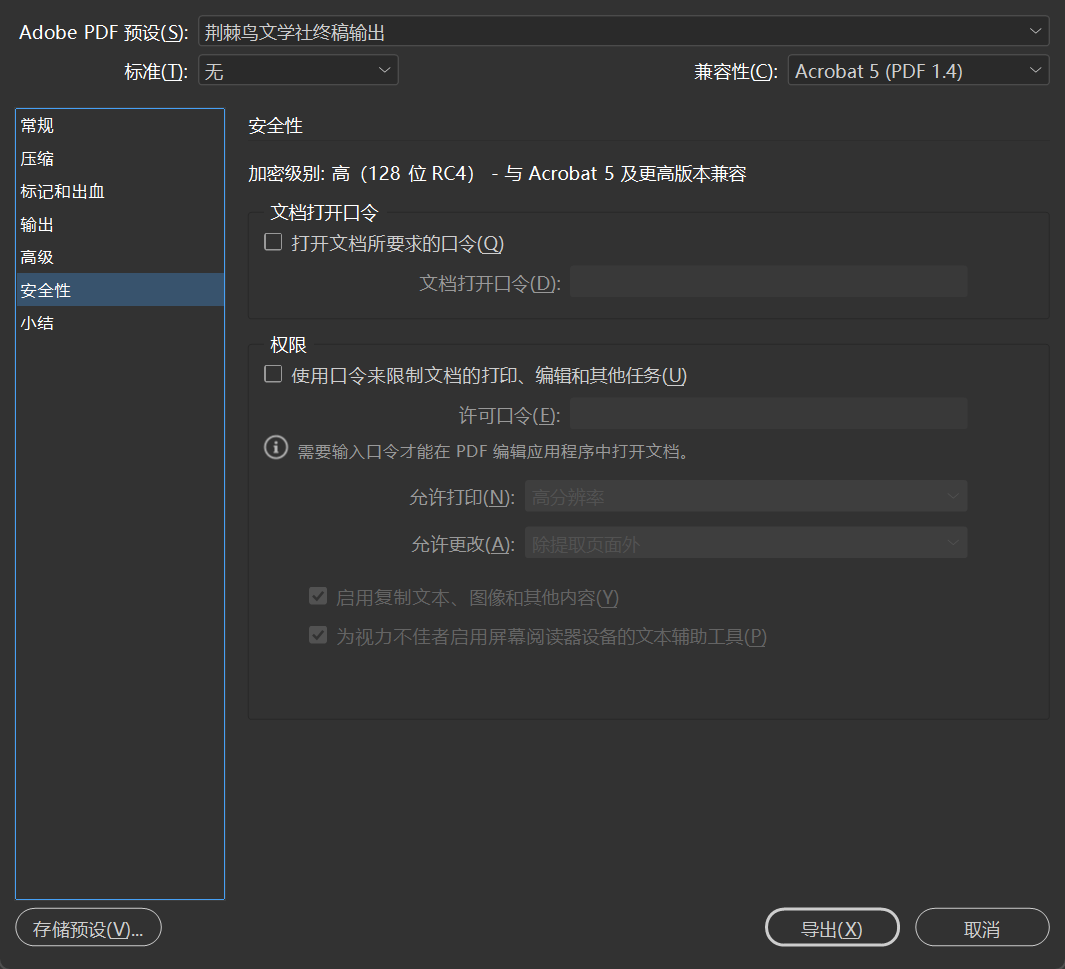 Adobe PDF 预设(S): 荆棘鸟文学社终稿输出
标准(T): 无 兼容性(C): Acrobat 5 (PDF 1.4)
常规
压缩
标记和出血
输出
高级
安全性
小结
安全性
加密级别: 高（128 位 RC4） - 与 Acrobat 5 及更高版本兼容
文档打开口令
打开文档所要求的口令(Q)
文档打开口令(D):
权限
使用口令来限制文档的打印、编辑和其他任务(U)
许可口令(E):
需要输入口令才能在 PDF 编辑应用程序中打开文档。
允许打印(N): 高分辨率
允许更改(A): 除提取页面外
启用复制文本、图像和其他内容(Y)
为视力不佳者启用屏幕阅读器设备的文本辅助工具(P)
存储预设(V)... 导出(X) 取消